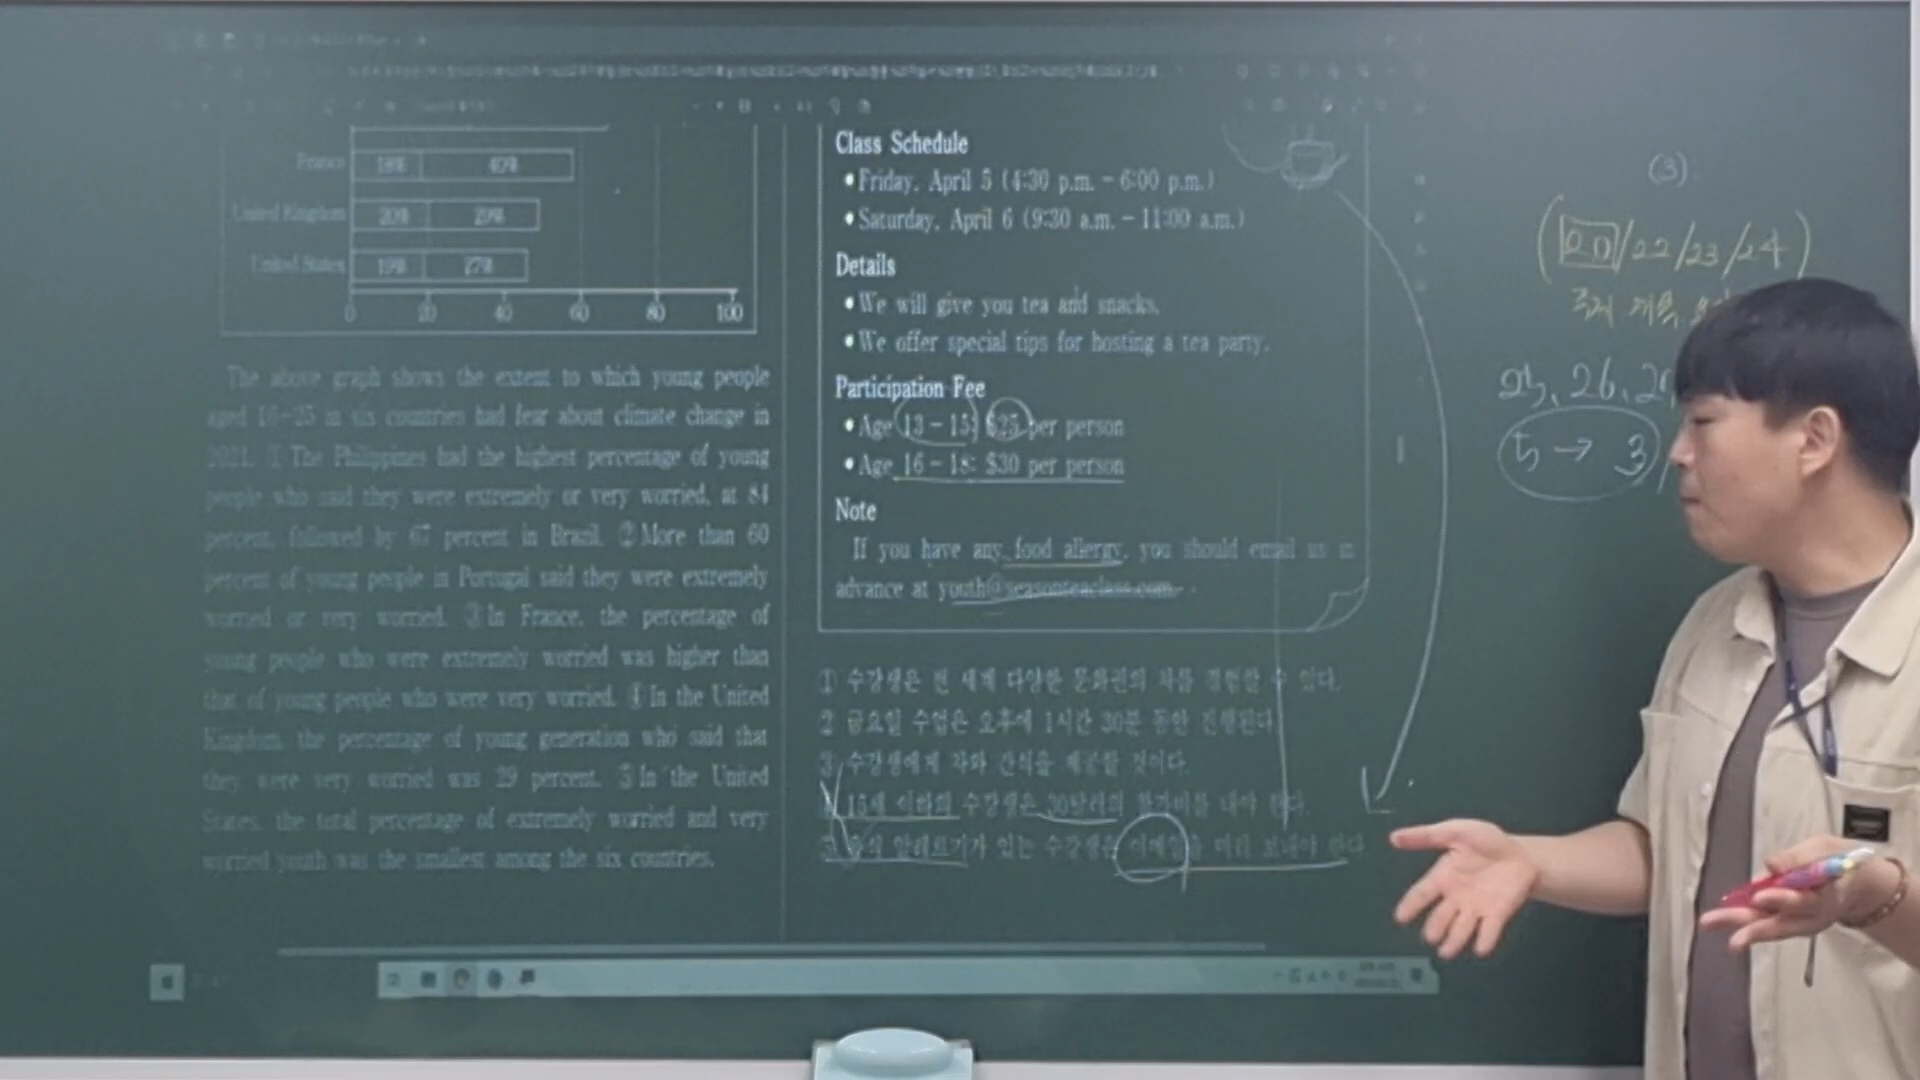 France 18% 40%
United Kingdom 20% 29%
United States 19% 27%
0 20 40 60 80 100
The above graph shows the extent to which young people
aged 16-25 in six countries had fear about climate change in
2021. ① The Philippines had the highest percentage of young
people who said they were extremely or very worried, at 84
percent, followed by 67 percent in Brazil. ② More than 60
percent of young people in Portugal said they were extremely
worried or very worried. ③ In France, the percentage of
young people who were extremely worried was higher than
that of young people who were very worried. ④ In the United
Kingdom, the percentage of young generation who said that
they were very worried was 29 percent. ⑤ In the United
States, the total percentage of extremely worried and very
worried youth was the smallest among the six countries.
Class Schedule
• Friday, April 5 (4:30 p.m. - 6:00 p.m.)
• Saturday, April 6 (9:30 a.m. - 11:00 a.m.)
Details
• We will give you tea and snacks.
• We offer special tips for hosting a tea party.
Participation Fee
• Age 13 - 15: $25 per person
• Age 16 - 18: $30 per person
Note
If you have any food allergy, you should email us in
advance at youth@seasonteaclass.com.
① 수강생은 전 세계 다양한 문화권의 차를 경험할 수 있다.
② 금요일 수업은 오후에 1시간 30분 동안 진행된다.
③ 수강생에게 차와 간식을 제공할 것이다.
④ 15세 이하의 수강생은 30달러의 참가비를 내야 한다.
⑤ 음식 알레르기가 있는 수강생은 이메일을 미리 보내야 한다.
(3).
(20/22/23/24)
주제 제목
26,
5 → 3